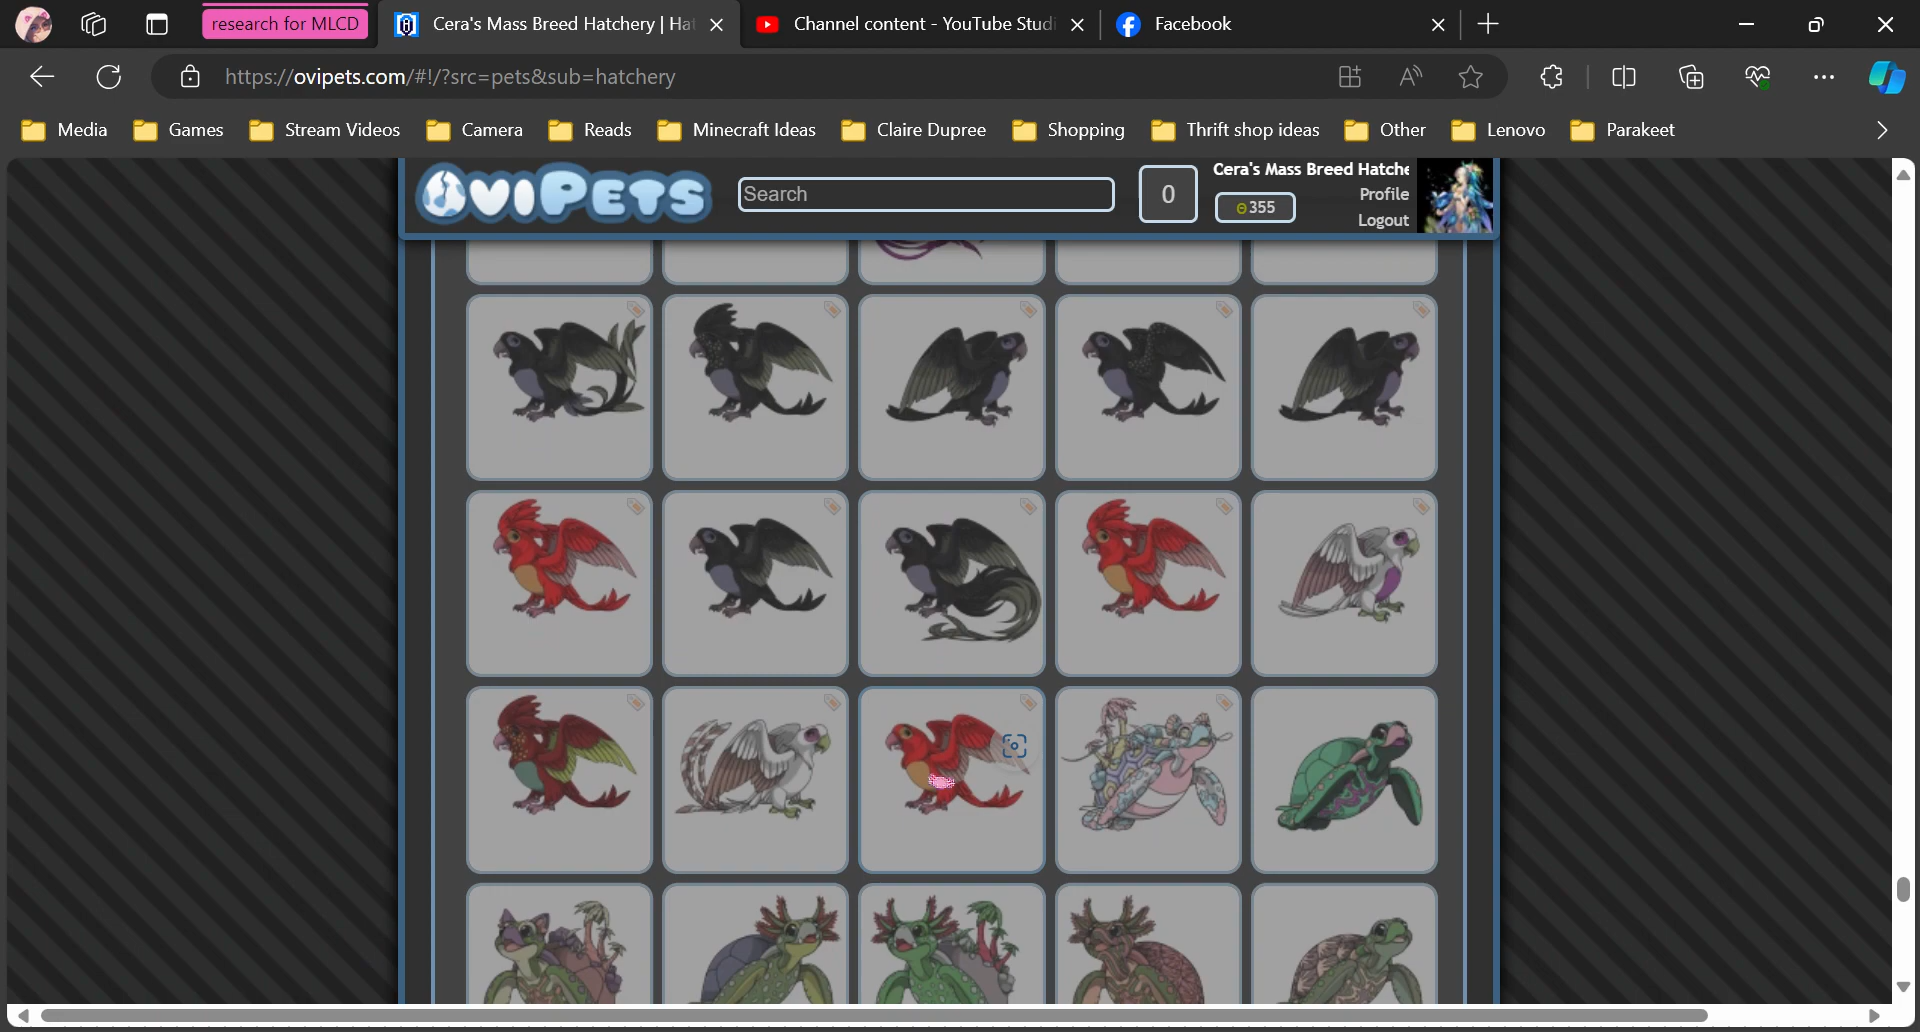 research for MLCD
Cera's Mass Breed Hatchery | Hat
Channel content - YouTube Studi
Facebook
https://ovipets.com/#!/?src=pets&sub=hatchery
Media
Games
Stream Videos
Camera
Reads
Minecraft Ideas
Claire Dupree
Shopping
Thrift shop ideas
Other
Lenovo
Parakeet
OviPets
Search
0
Cera's Mass Breed Hatche
355
Profile
Logout